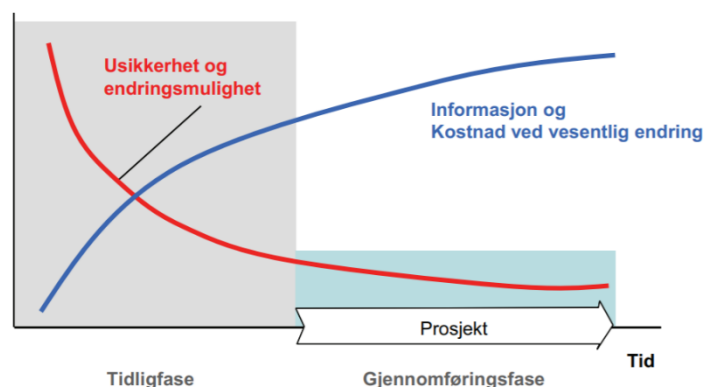 Usikkerhet og
endringsmulighet
Informasjon og
Kostnad ved vesentlig endring
Prosjekt
Tid
Tidligfase
Gjennomføringsfase